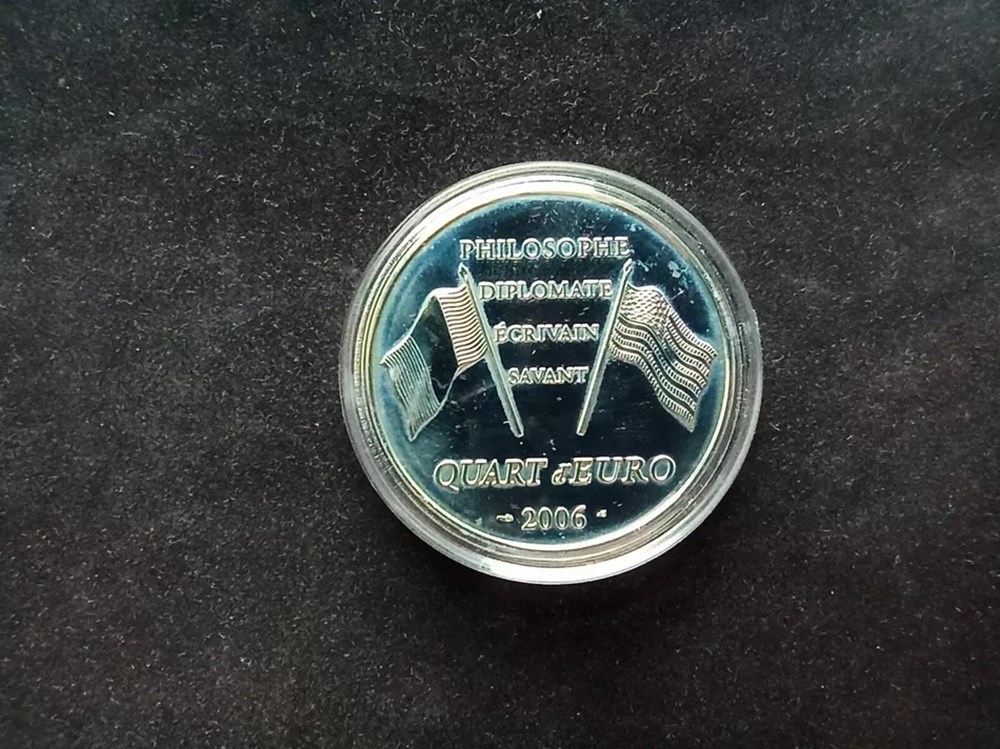 PHILOSOPHE
DIPLOMATE
ÉCRIVAIN
SAVANT
QUART d'EURO
2006